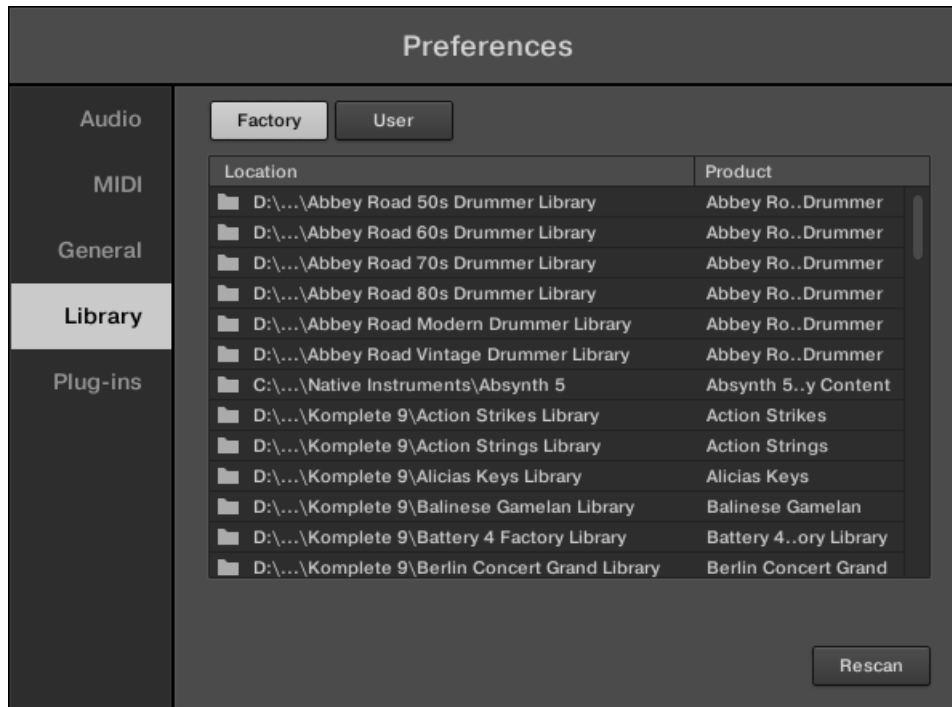 Preferences
Audio
MIDI
General
Library
Plug-ins
Factory User
Location Product
D:\...\Abbey Road 50s Drummer Library Abbey Ro..Drummer
D:\...\Abbey Road 60s Drummer Library Abbey Ro..Drummer
D:\...\Abbey Road 70s Drummer Library Abbey Ro..Drummer
D:\...\Abbey Road 80s Drummer Library Abbey Ro..Drummer
D:\...\Abbey Road Modern Drummer Library Abbey Ro..Drummer
D:\...\Abbey Road Vintage Drummer Library Abbey Ro..Drummer
C:\...\Native Instruments\Absynth 5 Absynth 5..y Content
D:\...\Komplete 9\Action Strikes Library Action Strikes
D:\...\Komplete 9\Action Strings Library Action Strings
D:\...\Komplete 9\Alicias Keys Library Alicias Keys
D:\...\Komplete 9\Balinese Gamelan Library Balinese Gamelan
D:\...\Komplete 9\Battery 4 Factory Library Battery 4..ory Library
D:\...\Komplete 9\Berlin Concert Grand Library Berlin Concert Grand
Rescan